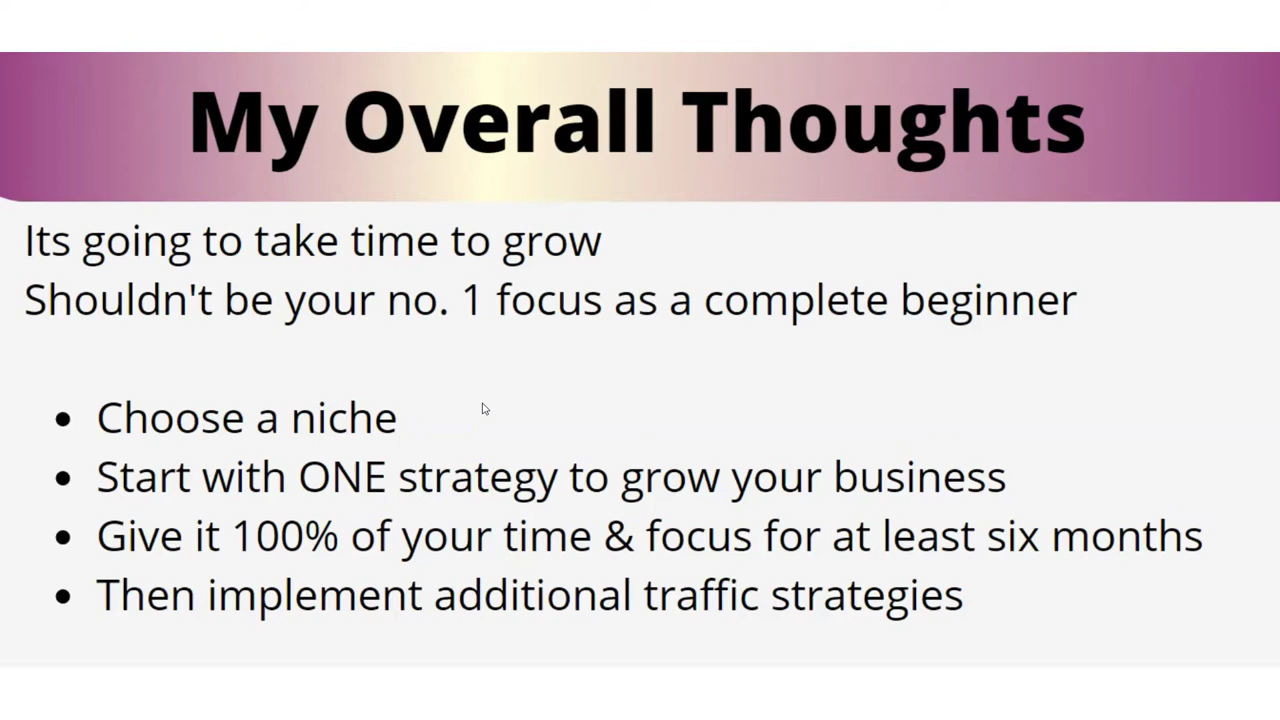 My Overall Thoughts
Its going to take time to grow
Shouldn't be your no. 1 focus as a complete beginner
• Choose a niche
• Start with ONE strategy to grow your business
• Give it 100% of your time & focus for at least six months
• Then implement additional traffic strategies